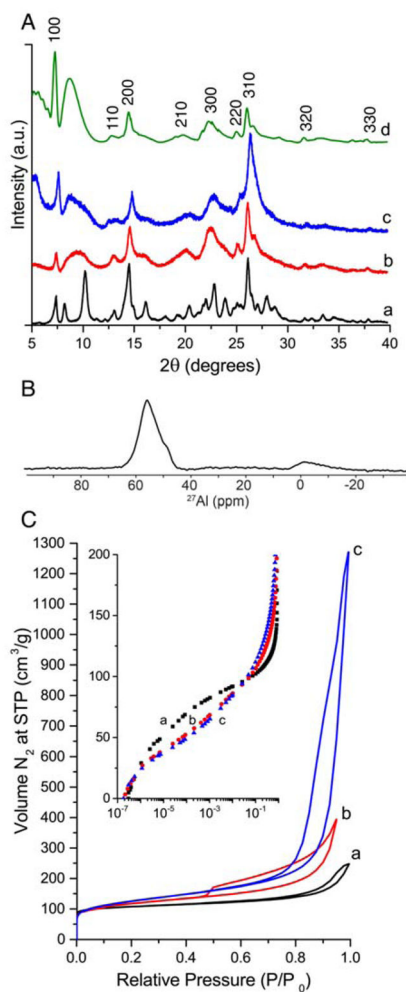 A
100
110
200
210
300
220
310
320
330
d
c
b
a
Intensity (a.u.)
5 10 15 20 25 30 35 40
2θ (degrees)
B
80 60 40 20 0 -20
²⁷Al (ppm)
C
1300
1200
1100
1000
900
800
700
600
500
400
300
200
100
0
Volume N₂ at STP (cm³/g)
200
150
100
50
0
a b c
10⁻⁷ 10⁻⁵ 10⁻³ 10⁻¹
c
b
a
0.0 0.2 0.4 0.6 0.8 1.0
Relative Pressure (P/P₀)